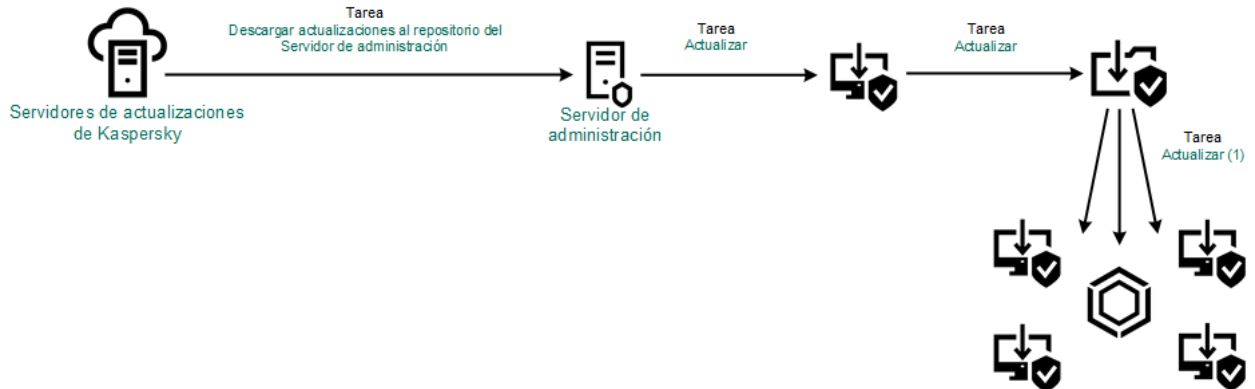 Tarea
Descargar actualizaciones al repositorio del
Servidor de administración
Tarea
Actualizar
Tarea
Actualizar
Servidores de actualizaciones
de Kaspersky
Servidor de
administración
Tarea
Actualizar (1)